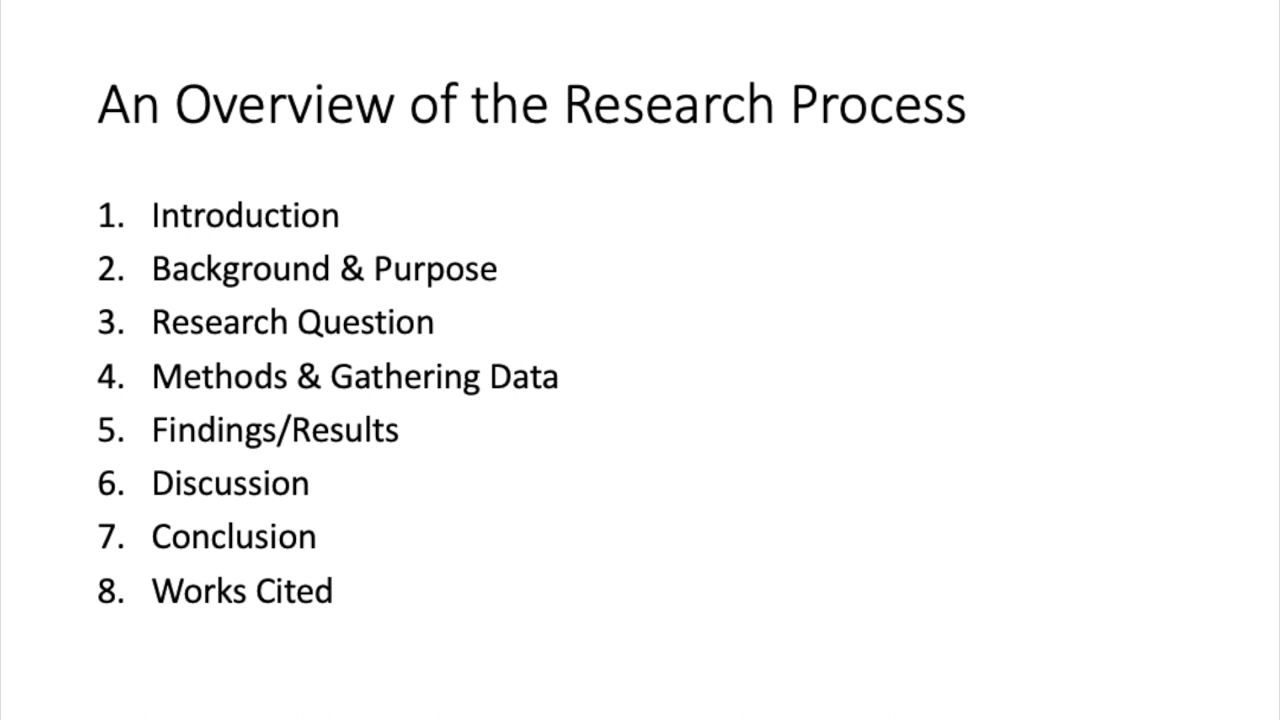 An Overview of the Research Process
1. Introduction
2. Background & Purpose
3. Research Question
4. Methods & Gathering Data
5. Findings/Results
6. Discussion
7. Conclusion
8. Works Cited